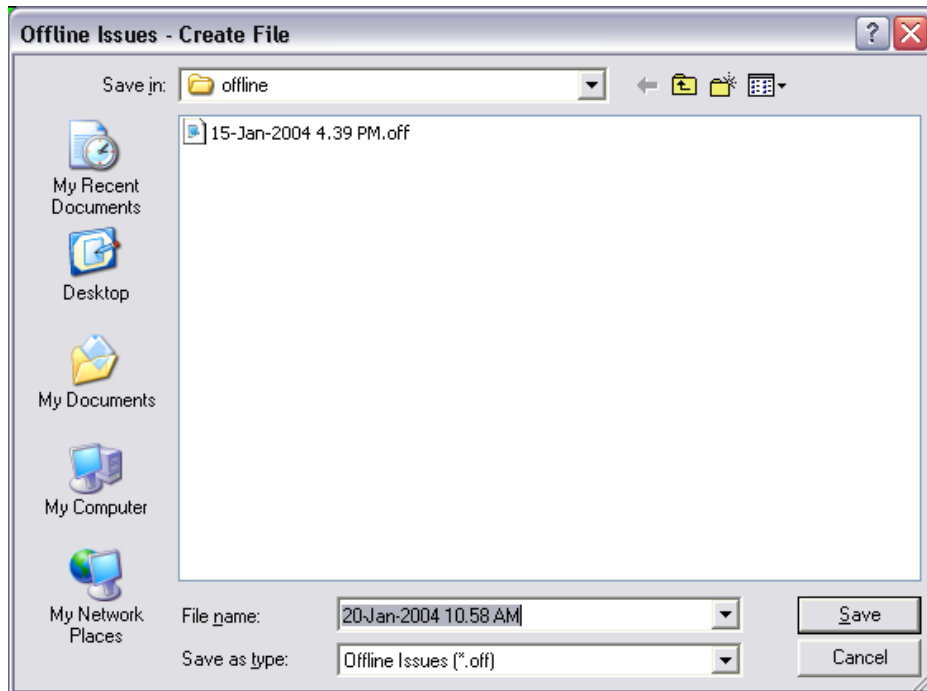 Offline Issues - Create File
Save in: offline
15-Jan-2004 4.39 PM.off
My Recent
Documents
Desktop
My Documents
My Computer
My Network
Places
File name: 20-Jan-2004 10.58 AM
Save
Save as type: Offline Issues (*.off)
Cancel